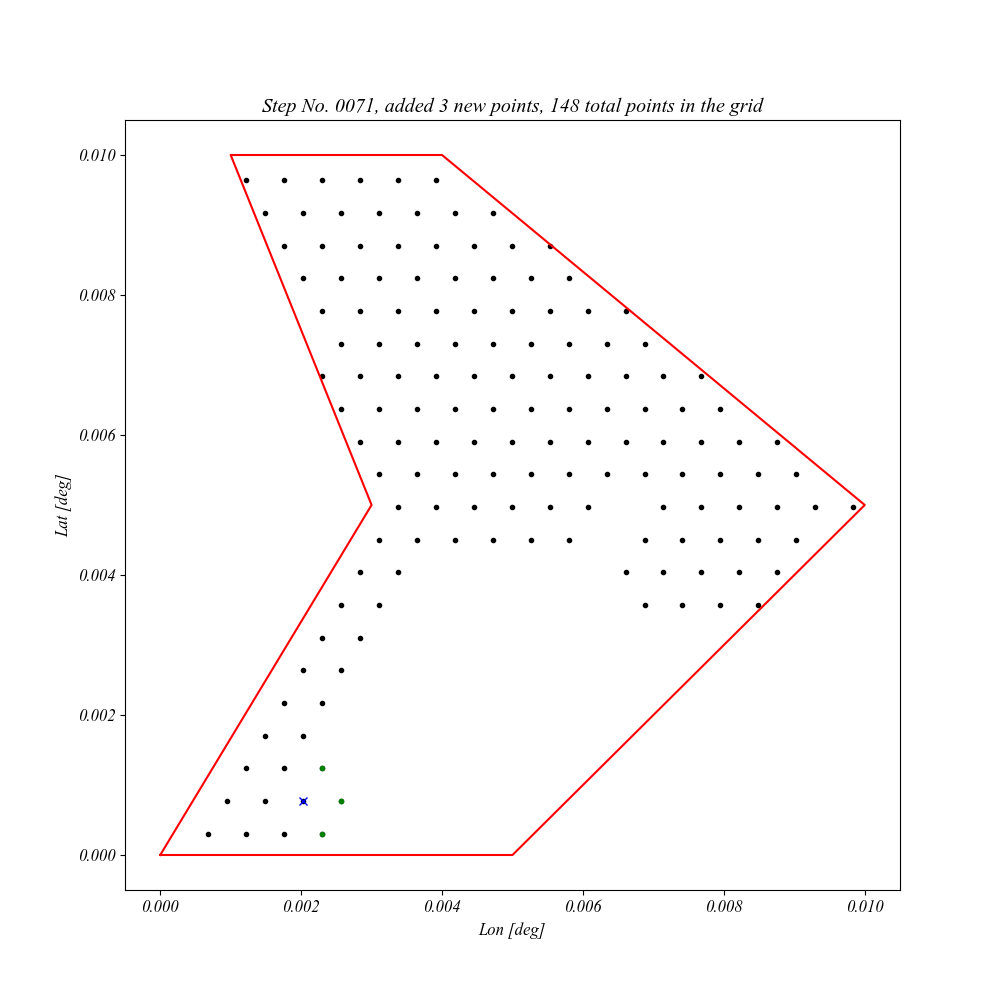 Step No. 0071, added 3 new points, 148 total points in the grid
0.010
0.008
0.006
0.004
0.002
0.000
Lat [deg]
0.000 0.002 0.004 0.006 0.008 0.010
Lon [deg]